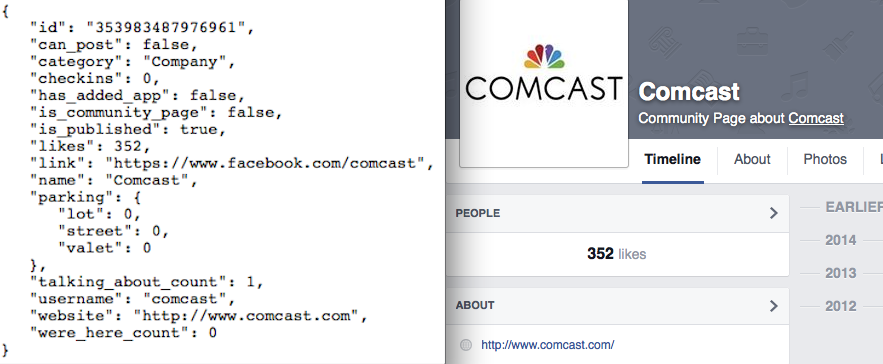 {
"id": "353983487976961",
"can_post": false,
"category": "Company",
"checkins": 0,
"has_added_app": false,
"is_community_page": false,
"is_published": true,
"likes": 352,
"link": "https://www.facebook.com/comcast",
"name": "Comcast",
"parking": {
"lot": 0,
"street": 0,
"valet": 0
},
"talking_about_count": 1,
"username": "comcast",
"website": "http://www.comcast.com",
"were_here_count": 0
}
COMCAST
Comcast
Community Page about Comcast
Timeline About Photos L
PEOPLE
352 likes
ABOUT
http://www.comcast.com/
EARLIER
2014
2013
2012